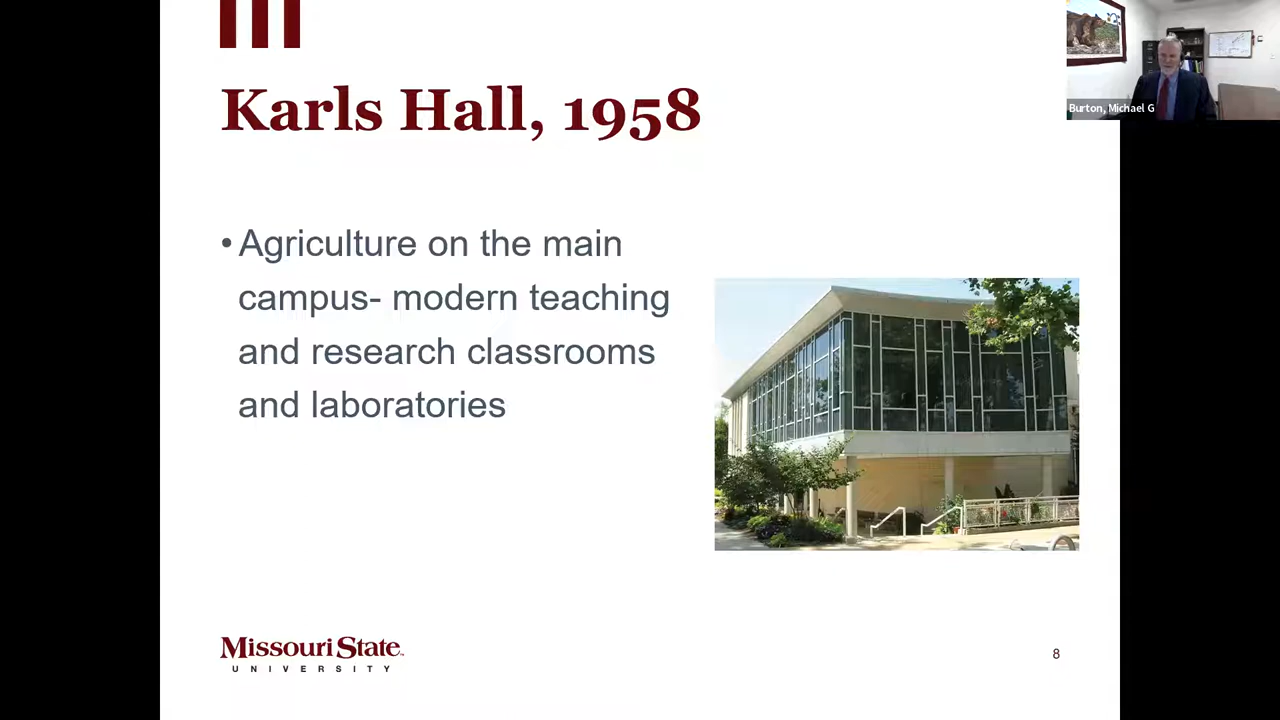 Karls Hall, 1958
• Agriculture on the main
campus- modern teaching
and research classrooms
and laboratories
Burton, Michael G
Missouri State
UNIVERSITY
8